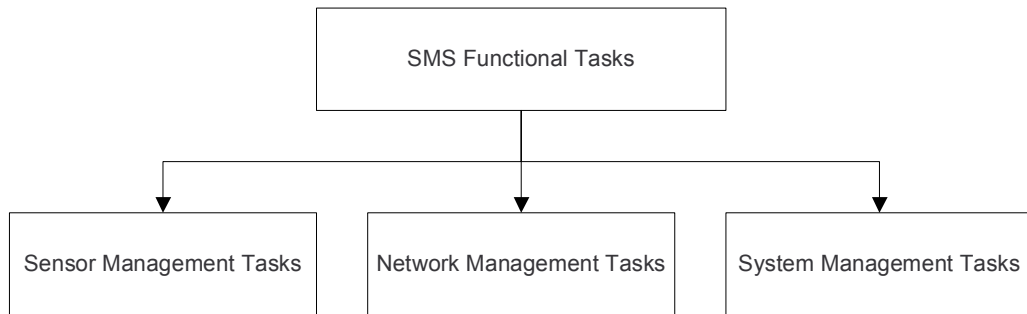 SMS Functional Tasks
Sensor Management Tasks
Network Management Tasks
System Management Tasks